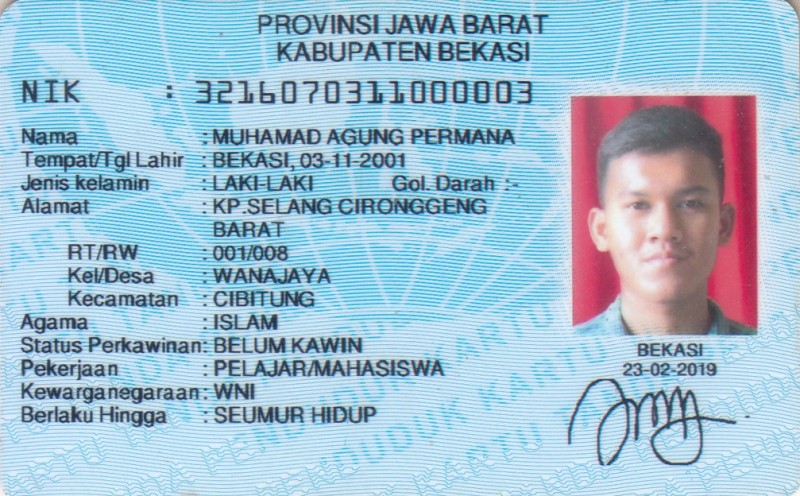 PROVINSI JAWA BARAT
KABUPATEN BEKASI
NIK : 3216070311000003
Nama : MUHAMAD AGUNG PERMANA
Tempat/Tgl Lahir : BEKASI, 03-11-2001
Jenis kelamin : LAKI-LAKI Gol. Darah :-
Alamat : KP.SELANG CIRONGGENG
BARAT
RT/RW : 001/008
Kel/Desa : WANAJAYA
Kecamatan : CIBITUNG
Agama : ISLAM
Status Perkawinan: BELUM KAWIN
Pekerjaan : PELAJAR/MAHASISWA
Kewarganegaraan: WNI
Berlaku Hingga : SEUMUR HIDUP
BEKASI
23-02-2019